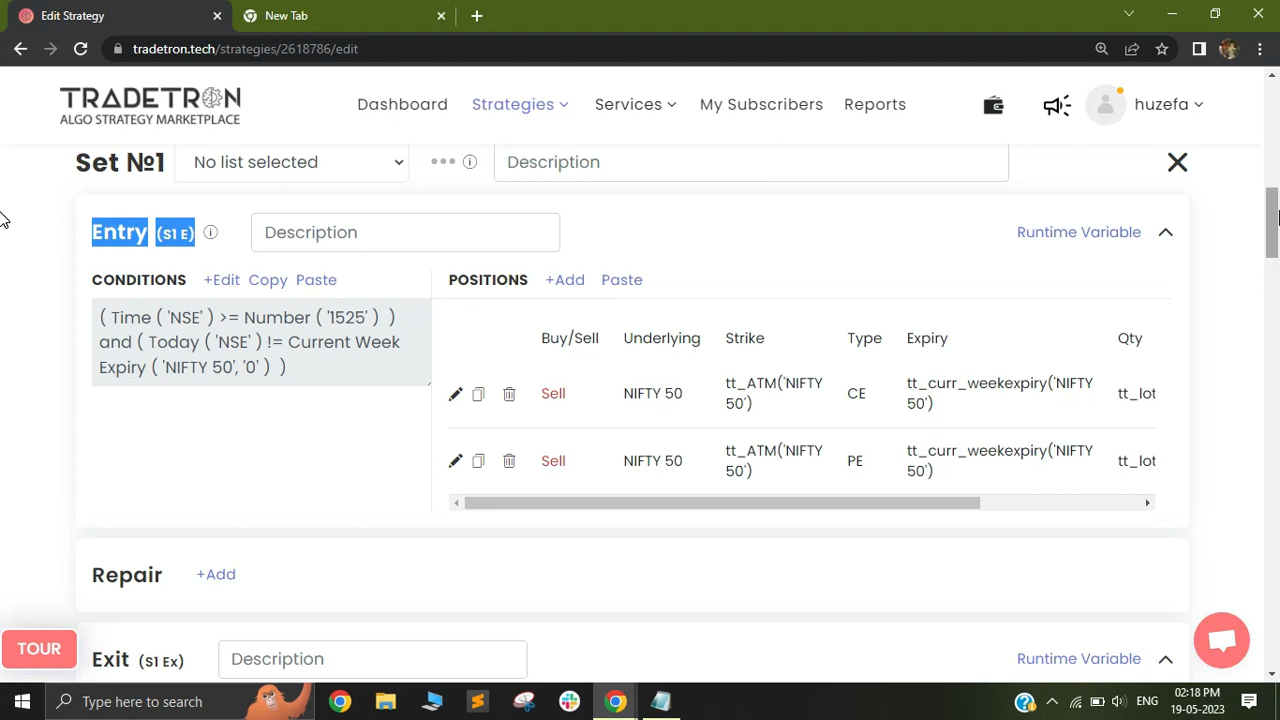 Edit Strategy
New Tab
tradetron.tech/strategies/2618786/edit
TRADETRON
ALGO STRATEGY MARKETPLACE
Dashboard Strategies Services My Subscribers Reports huzefa
Set №1 No list selected Description
Entry (S1 E) Description Runtime Variable
CONDITIONS +Edit Copy Paste
( Time ( 'NSE' ) >= Number ( '1525' ) )
and ( Today ( 'NSE' ) != Current Week
Expiry ( 'NIFTY 50', '0' ) )
POSITIONS +Add Paste
Buy/Sell Underlying Strike Type Expiry Qty
Sell NIFTY 50 tt_ATM('NIFTY 50') CE tt_curr_weekexpiry('NIFTY 50') tt_lot
Sell NIFTY 50 tt_ATM('NIFTY 50') PE tt_curr_weekexpiry('NIFTY 50') tt_lot
Repair +Add
Exit (S1 Ex) Description Runtime Variable
TOUR
Type here to search
ENG
02:18 PM
19-05-2023